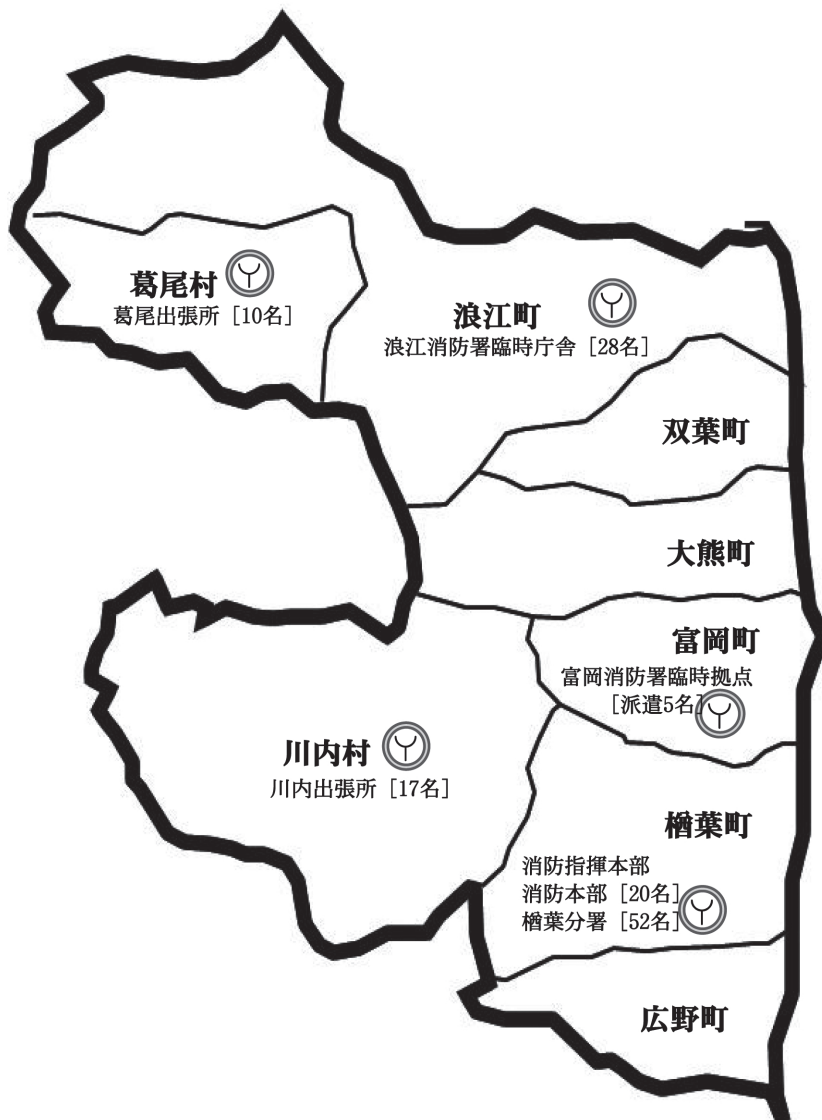 葛尾村
葛尾出張所［10名］
浪江町
浪江消防署臨時庁舎［28名］
双葉町
大熊町
富岡町
富岡消防署臨時拠点
［派遣5名］
川内村
川内出張所［17名］
楢葉町
消防指揮本部
消防本部［20名］
楢葉分署［52名］
広野町